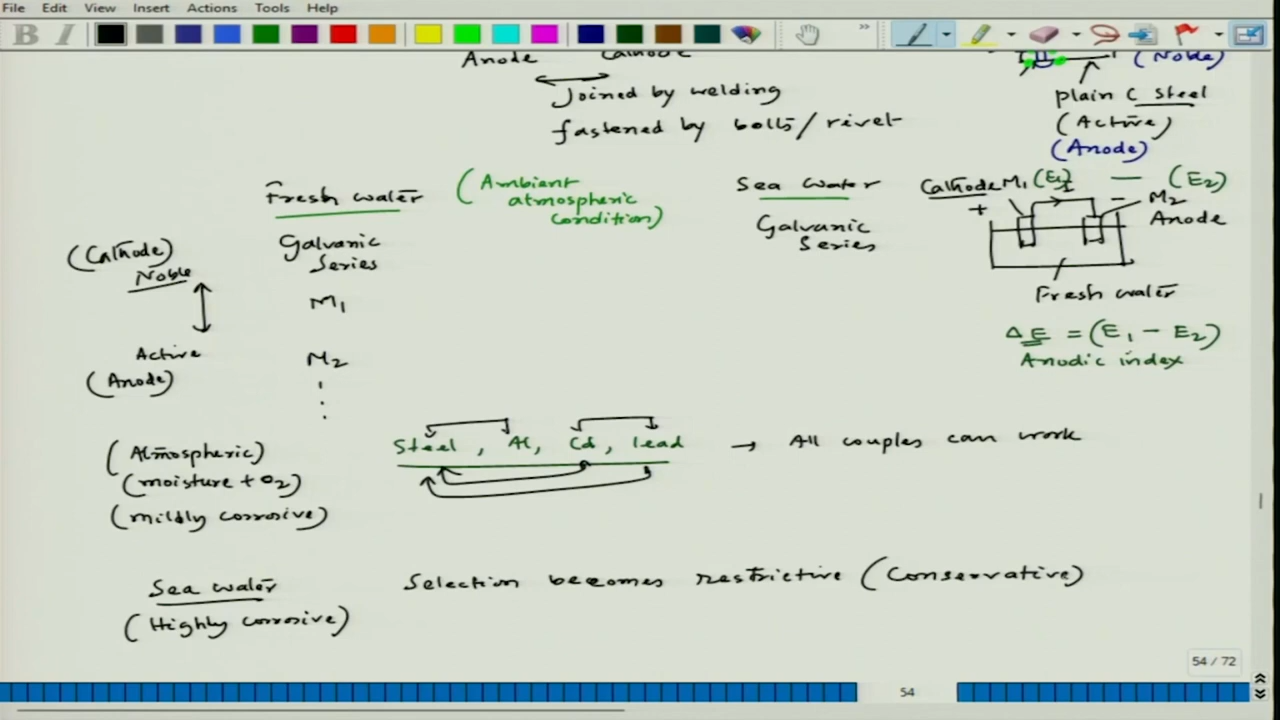 File Edit View Insert Actions Tools Help
B I
Anode Cathode
Joined by welding
fastened by bolts/rivet
(Noble)
plain C steel
(Active)
(Anode)
Fresh water
(Ambient
atmospheric
condition)
Sea water
Galvanic
Series
Galvanic
Series
(Cathode)
Noble
Active
(Anode)
M1
M2
Cathode M1 (E1) — (E2)
+ - M2
Anode
Fresh water
ΔE = (E1 - E2)
Anodic index
(Atmospheric)
(moisture + O2)
(mildly corrosive)
Steel, Al, Cd, lead → All couples can work
Sea water
(Highly corrosive)
Selection becomes restrictive (Conservative)
54 / 72
54